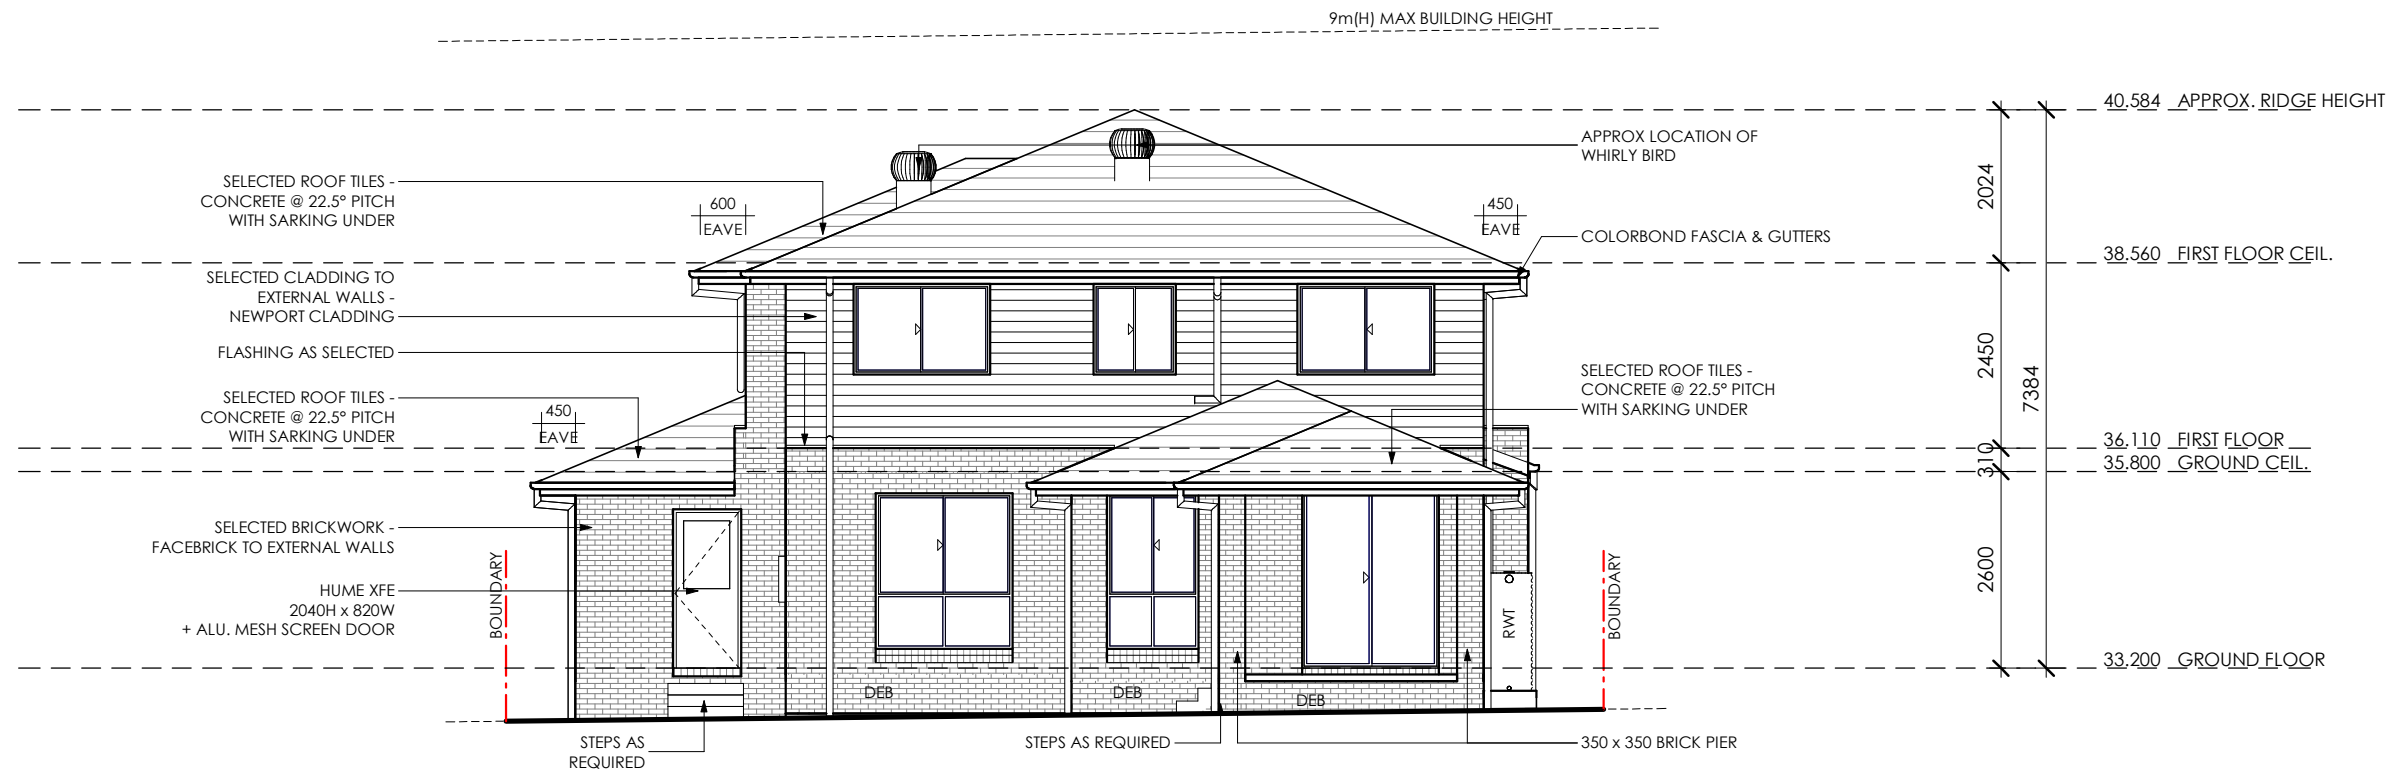 9m(H) MAX BUILDING HEIGHT
40.584 APPROX. RIDGE HEIGHT
APPROX LOCATION OF
WHIRLY BIRD
SELECTED ROOF TILES -
CONCRETE @ 22.5° PITCH
WITH SARKING UNDER
600
EAVE
450
EAVE
2024
COLORBOND FASCIA & GUTTERS
38.560 FIRST FLOOR CEIL.
SELECTED CLADDING TO
EXTERNAL WALLS -
NEWPORT CLADDING
FLASHING AS SELECTED
2450
7384
SELECTED ROOF TILES -
CONCRETE @ 22.5° PITCH
WITH SARKING UNDER
SELECTED ROOF TILES -
CONCRETE @ 22.5° PITCH
WITH SARKING UNDER
450
EAVE
36.110 FIRST FLOOR
310
35.800 GROUND CEIL.
SELECTED BRICKWORK -
FACEBRICK TO EXTERNAL WALLS
BOUNDARY
BOUNDARY
HUME XFE
2040H x 820W
+ ALU. MESH SCREEN DOOR
2600
RWT
33.200 GROUND FLOOR
DEB
DEB
DEB
STEPS AS
REQUIRED
STEPS AS REQUIRED
350 x 350 BRICK PIER